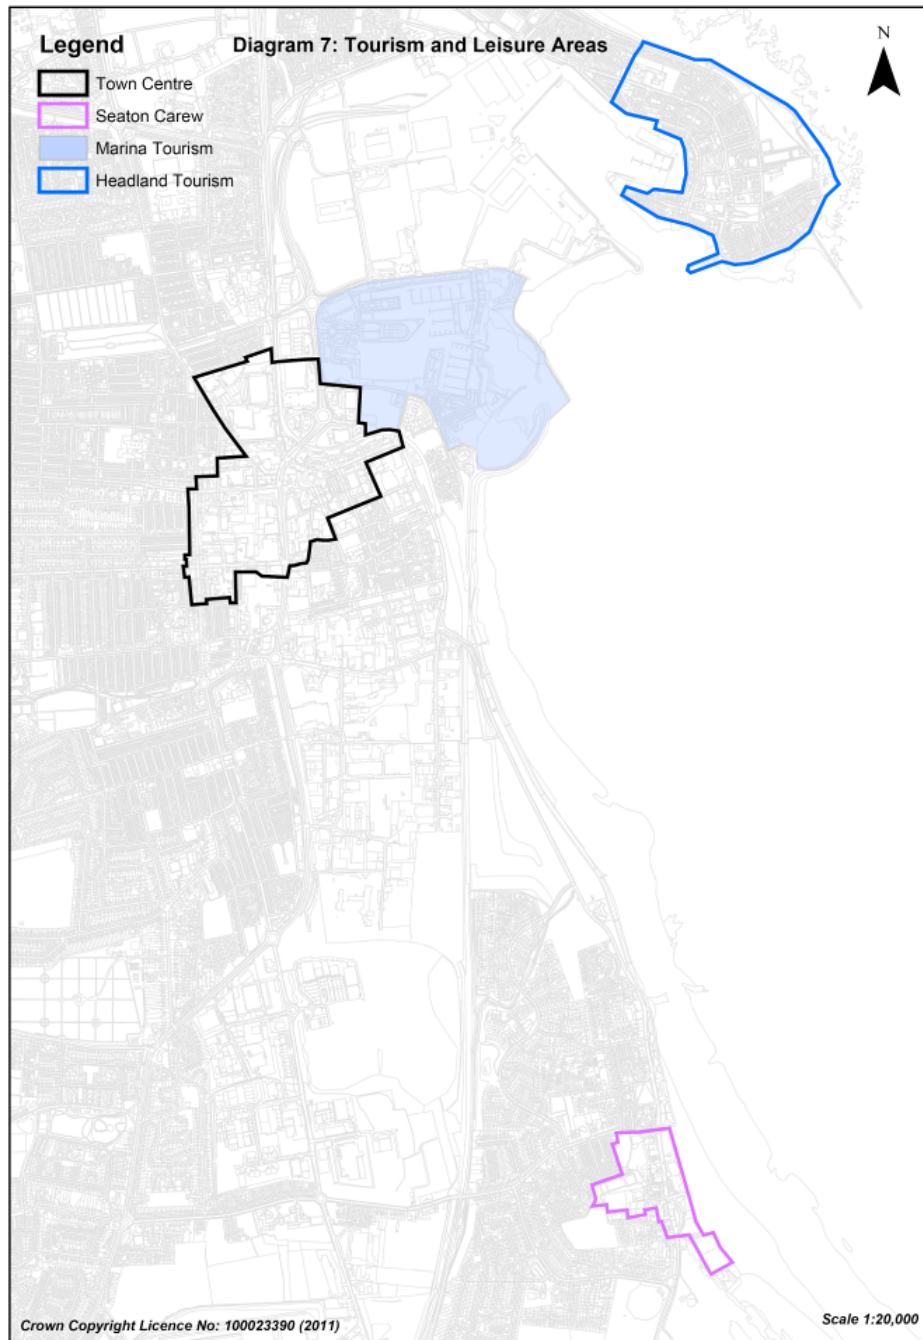 Legend
Diagram 7: Tourism and Leisure Areas
N
Town Centre
Seaton Carew
Marina Tourism
Headland Tourism
Crown Copyright Licence No: 100023390 (2011)
Scale 1:20,000